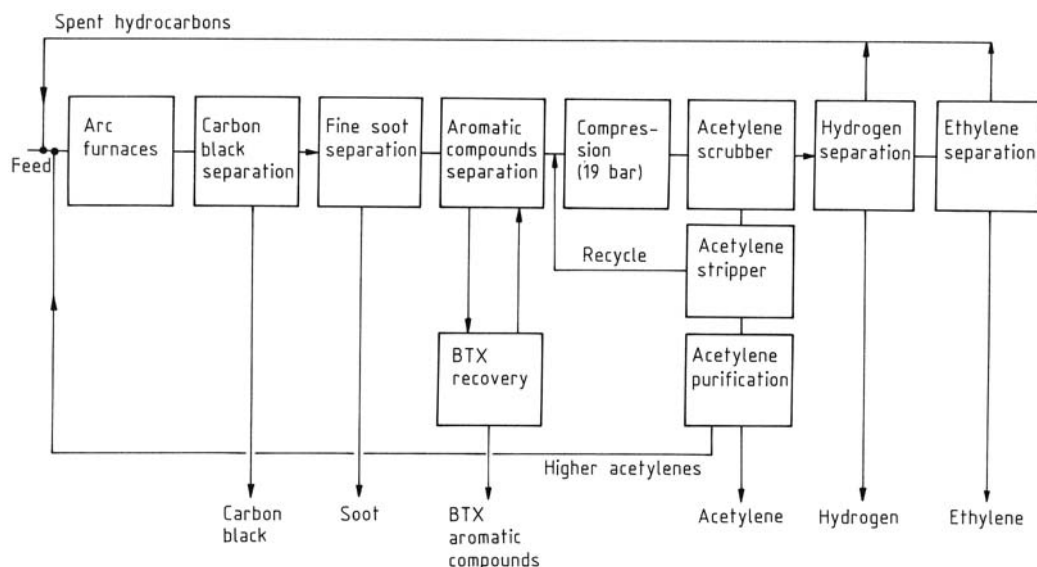 Spent hydrocarbons
Feed
Arc
furnaces
Carbon
black
separation
Fine soot
separation
Aromatic
compounds
separation
Compres-
sion
(19 bar)
Acetylene
scrubber
Hydrogen
separation
Ethylene
separation
Recycle
Acetylene
stripper
BTX
recovery
Acetylene
purification
Higher acetylenes
Carbon
black
Soot
BTX
aromatic
compounds
Acetylene
Hydrogen
Ethylene